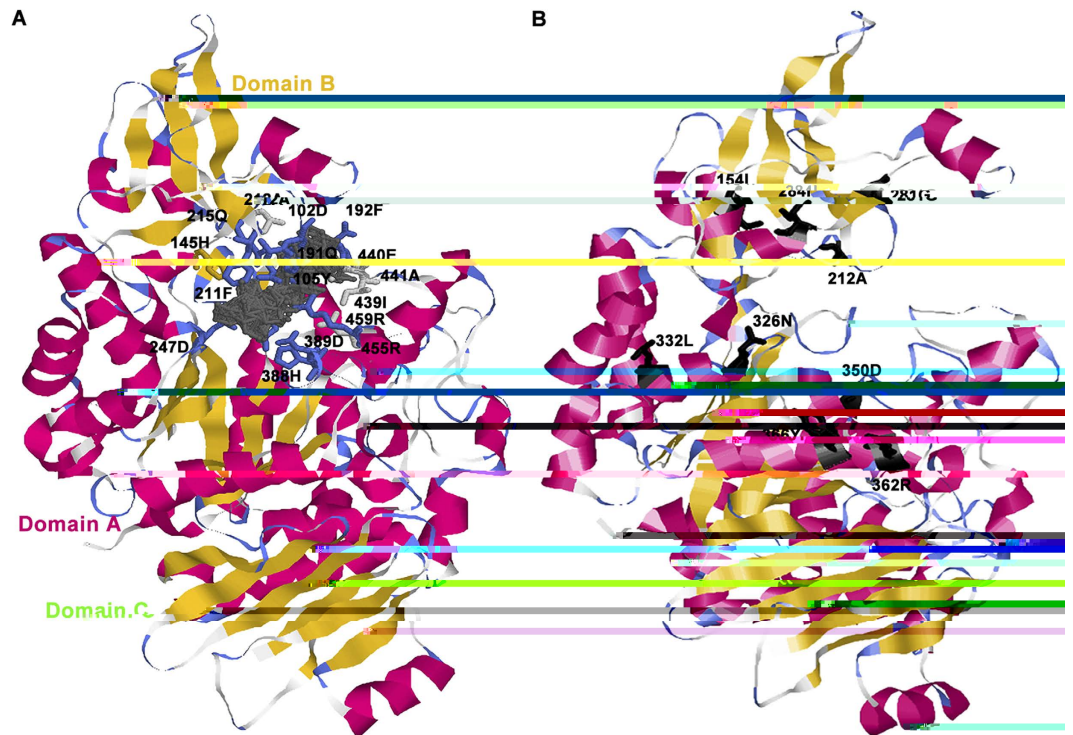 A
B
Domain B
102D
192F
215Q
145H
191Q
440E
441A
105Y
211F
439I
459R
389D
455R
247D
388H
Domain A
Domain C
212A
326N
332L
350D
362R